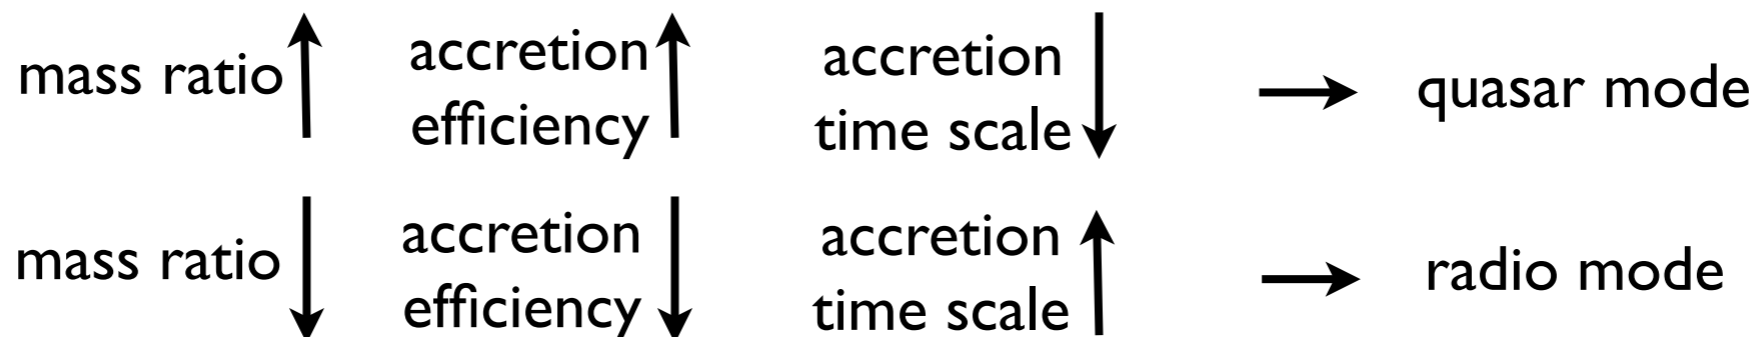 mass ratio
accretion
efficiency
accretion
time scale
quasar mode
mass ratio
accretion
efficiency
accretion
time scale
radio mode